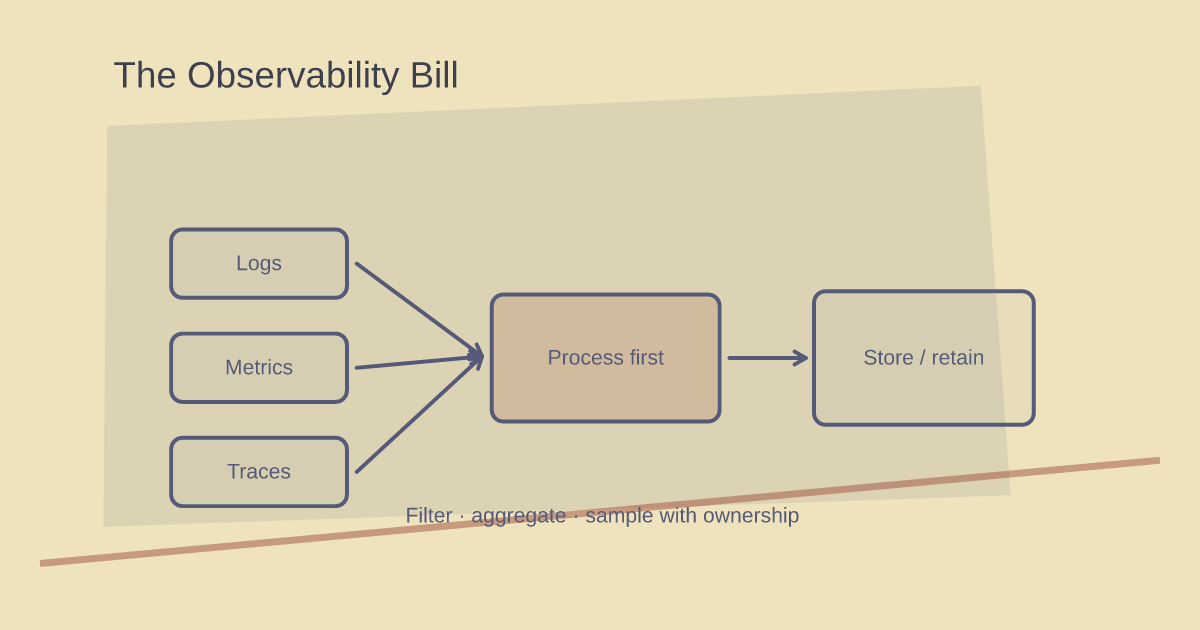 The Observability Bill
Logs
Metrics
Traces
Process first
Store / retain
Filter · aggregate · sample with ownership